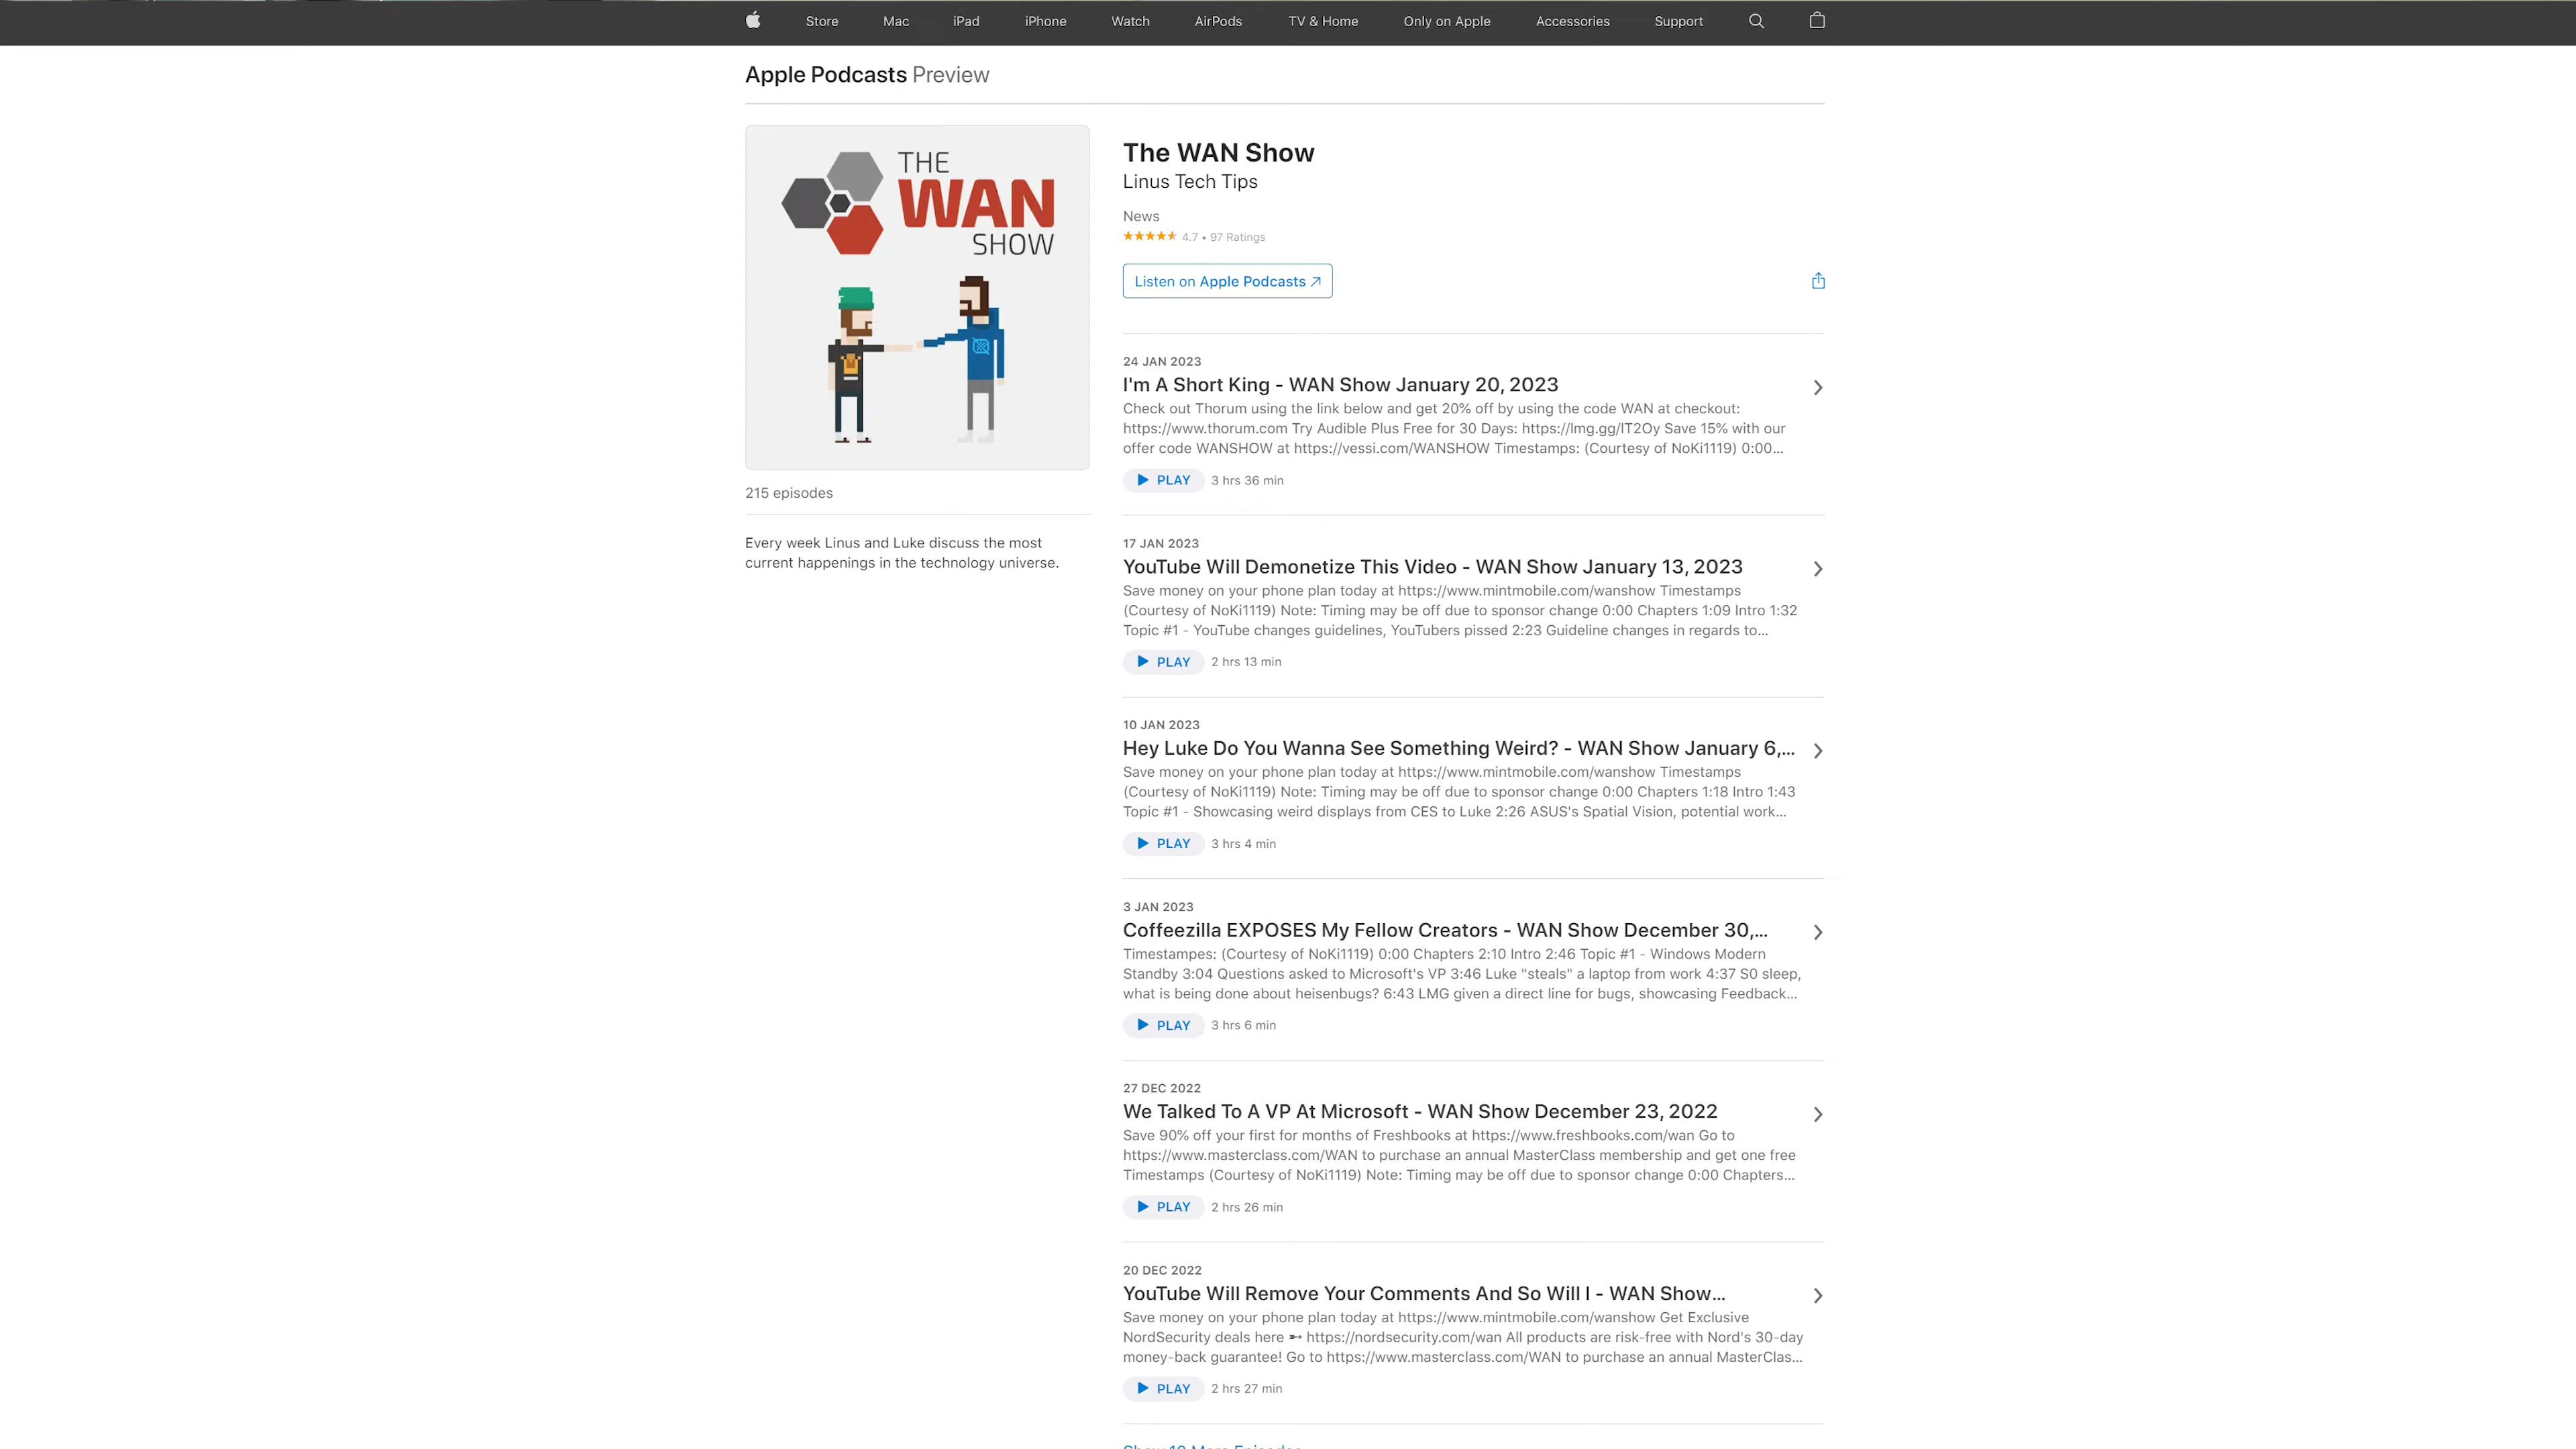 Store Mac iPad iPhone Watch AirPods TV & Home Only on Apple Accessories Support
Apple Podcasts Preview
THE
WAN
SHOW
215 episodes
Every week Linus and Luke discuss the most
current happenings in the technology universe.
The WAN Show
Linus Tech Tips
News
4.7 • 97 Ratings
Listen on Apple Podcasts ↗
24 JAN 2023
I'm A Short King - WAN Show January 20, 2023
Check out Thorum using the link below and get 20% off by using the code WAN at checkout:
https://www.thorum.com Try Audible Plus Free for 30 Days: https://lmg.gg/lT2Oy Save 15% with our
offer code WANSHOW at https://vessi.com/WANSHOW Timestamps: (Courtesy of NoKi1119) 0:00...
PLAY 3 hrs 36 min
17 JAN 2023
YouTube Will Demonetize This Video - WAN Show January 13, 2023
Save money on your phone plan today at https://www.mintmobile.com/wanshow Timestamps
(Courtesy of NoKi1119) Note: Timing may be off due to sponsor change 0:00 Chapters 1:09 Intro 1:32
Topic #1 - YouTube changes guidelines, YouTubers pissed 2:23 Guideline changes in regards to...
PLAY 2 hrs 13 min
10 JAN 2023
Hey Luke Do You Wanna See Something Weird? - WAN Show January 6,...
Save money on your phone plan today at https://www.mintmobile.com/wanshow Timestamps
(Courtesy of NoKi1119) Note: Timing may be off due to sponsor change 0:00 Chapters 1:18 Intro 1:43
Topic #1 - Showcasing weird displays from CES to Luke 2:26 ASUS's Spatial Vision, potential work...
PLAY 3 hrs 4 min
3 JAN 2023
Coffeezilla EXPOSES My Fellow Creators - WAN Show December 30,...
Timestampes: (Courtesy of NoKi1119) 0:00 Chapters 2:10 Intro 2:46 Topic #1 - Windows Modern
Standby 3:04 Questions asked to Microsoft's VP 3:46 Luke "steals" a laptop from work 4:37 S0 sleep,
what is being done about heisenbugs? 6:43 LMG given a direct line for bugs, showcasing Feedback...
PLAY 3 hrs 6 min
27 DEC 2022
We Talked To A VP At Microsoft - WAN Show December 23, 2022
Save 90% off your first for months of Freshbooks at https://www.freshbooks.com/wan Go to
https://www.masterclass.com/WAN to purchase an annual MasterClass membership and get one free
Timestamps (Courtesy of NoKi1119) Note: Timing may be off due to sponsor change 0:00 Chapters...
PLAY 2 hrs 26 min
20 DEC 2022
YouTube Will Remove Your Comments And So Will I - WAN Show...
Save money on your phone plan today at https://www.mintmobile.com/wanshow Get Exclusive
NordSecurity deals here ➼ https://nordsecurity.com/wan All products are risk-free with Nord's 30-day
money-back guarantee! Go to https://www.masterclass.com/WAN to purchase an annual MasterClas...
PLAY 2 hrs 27 min